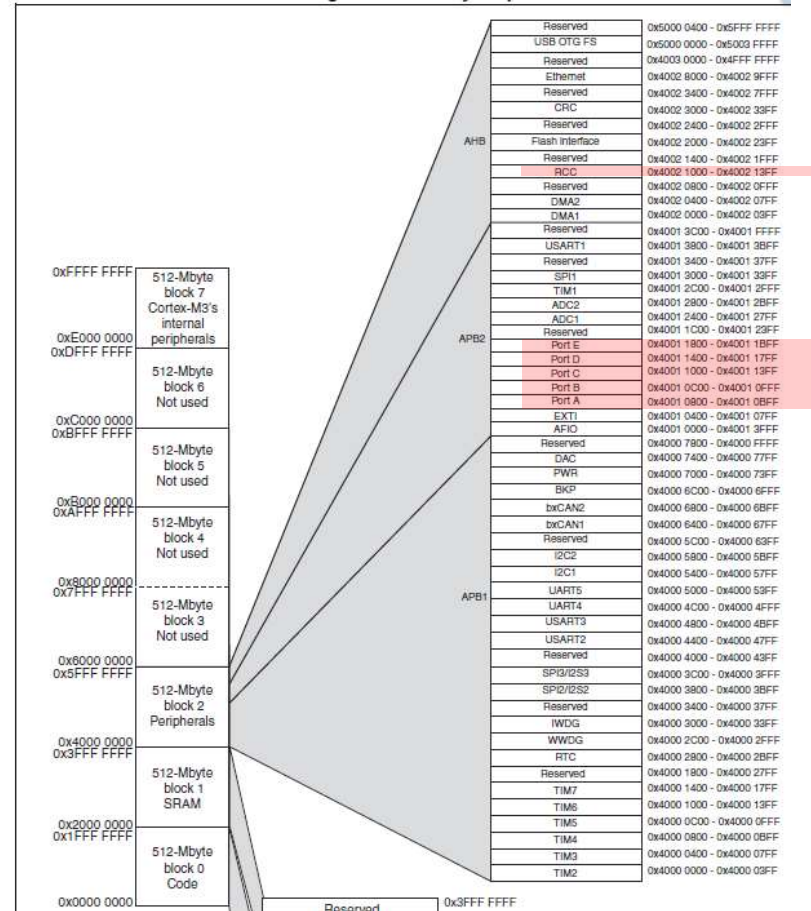 Reserved 0x5000 0400 - 0x5FFF FFFF
USB OTG FS 0x5000 0000 - 0x5003 FFFF
Reserved 0x4003 0000 - 0x4FFF FFFF
Ethernet 0x4002 8000 - 0x4002 9FFF
Reserved 0x4002 3400 - 0x4002 7FFF
CRC 0x4002 3000 - 0x4002 33FF
Reserved 0x4002 2400 - 0x4002 2FFF
AHB Flash interface 0x4002 2000 - 0x4002 23FF
Reserved 0x4002 1400 - 0x4002 1FFF
RCC 0x4002 1000 - 0x4002 13FF
Reserved 0x4002 0800 - 0x4002 0FFF
DMA2 0x4002 0400 - 0x4002 07FF
DMA1 0x4002 0000 - 0x4002 03FF
Reserved 0x4001 3C00 - 0x4001 FFFF
USART1 0x4001 3800 - 0x4001 3BFF
Reserved 0x4001 3400 - 0x4001 37FF
SPI1 0x4001 3000 - 0x4001 33FF
TIM1 0x4001 2C00 - 0x4001 2FFF
ADC2 0x4001 2800 - 0x4001 2BFF
ADC1 0x4001 2400 - 0x4001 27FF
APB2 Reserved 0x4001 1C00 - 0x4001 23FF
Port E 0x4001 1800 - 0x4001 1BFF
Port D 0x4001 1400 - 0x4001 17FF
Port C 0x4001 1000 - 0x4001 13FF
Port B 0x4001 0C00 - 0x4001 0FFF
Port A 0x4001 0800 - 0x4001 0BFF
EXTI 0x4001 0400 - 0x4001 07FF
AFIO 0x4001 0000 - 0x4001 3FFF
Reserved 0x4000 7800 - 0x4000 FFFF
DAC 0x4000 7400 - 0x4000 77FF
PWR 0x4000 7000 - 0x4000 73FF
BKP 0x4000 6C00 - 0x4000 6FFF
bxCAN2 0x4000 6800 - 0x4000 6BFF
bxCAN1 0x4000 6400 - 0x4000 67FF
Reserved 0x4000 5C00 - 0x4000 63FF
I2C2 0x4000 5800 - 0x4000 5BFF
I2C1 0x4000 5400 - 0x4000 57FF
APB1 UART5 0x4000 5000 - 0x4000 53FF
UART4 0x4000 4C00 - 0x4000 4FFF
USART3 0x4000 4800 - 0x4000 4BFF
USART2 0x4000 4400 - 0x4000 47FF
Reserved 0x4000 4000 - 0x4000 43FF
SPI3/I2S3 0x4000 3C00 - 0x4000 3FFF
SPI2/I2S2 0x4000 3800 - 0x4000 3BFF
Reserved 0x4000 3400 - 0x4000 37FF
IWDG 0x4000 3000 - 0x4000 33FF
WWDG 0x4000 2C00 - 0x4000 2FFF
RTC 0x4000 2800 - 0x4000 2BFF
Reserved 0x4000 1800 - 0x4000 27FF
TIM7 0x4000 1400 - 0x4000 17FF
TIM6 0x4000 1000 - 0x4000 13FF
TIM5 0x4000 0C00 - 0x4000 0FFF
TIM4 0x4000 0800 - 0x4000 0BFF
TIM3 0x4000 0400 - 0x4000 07FF
TIM2 0x4000 0000 - 0x4000 03FF
0xFFFF FFFF
512-Mbyte
block 7
Cortex-M3's
internal
peripherals
0xE000 0000
0xDFFF FFFF
512-Mbyte
block 6
Not used
0xC000 0000
0xBFFF FFFF
512-Mbyte
block 5
Not used
0xB000 0000
0xAFFF FFFF
512-Mbyte
block 4
Not used
0x8000 0000
0x7FFF FFFF
512-Mbyte
block 3
Not used
0x6000 0000
0x5FFF FFFF
512-Mbyte
block 2
Peripherals
0x4000 0000
0x3FFF FFFF
512-Mbyte
block 1
SRAM
0x2000 0000
0x1FFF FFFF
512-Mbyte
block 0
Code
0x0000 0000
Reserved 0x3FFF FFFF